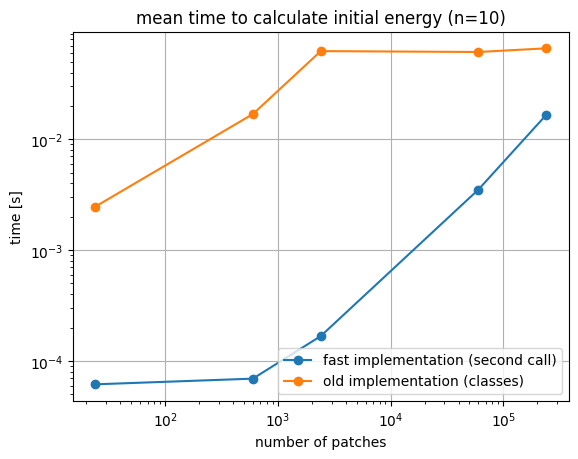 mean time to calculate initial energy (n=10)
time [s]
10⁻²
10⁻³
10⁻⁴
fast implementation (second call)
old implementation (classes)
10²
10³
10⁴
10⁵
number of patches